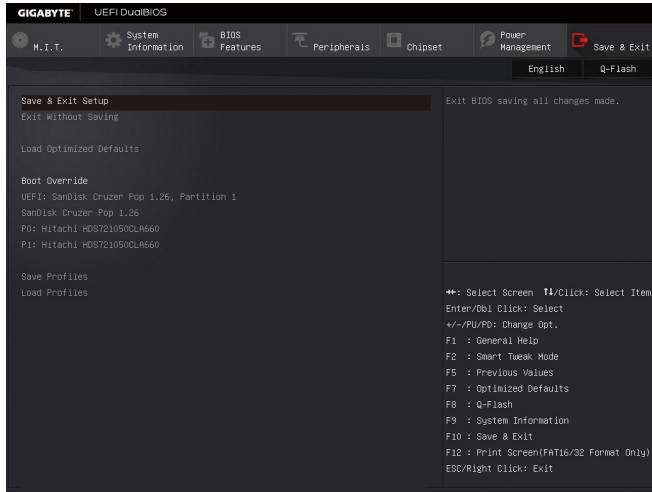 GIGABYTE™ UEFI DualBIOS
M.I.T.
System Information
BIOS Features
Peripherals
Chipset
Power Management
Save & Exit
English
Q-Flash
Save & Exit Setup
Exit Without Saving
Load Optimized Defaults
Boot Override
UEFI: SanDisk Cruzer Pop 1.26, Partition 1
SanDisk Cruzer Pop 1.26
P0: Hitachi HDS721050CLA660
P1: Hitachi HDS721050CLA660
Save Profiles
Load Profiles
Exit BIOS saving all changes made.
→←: Select Screen ↑↓/Click: Select Item
Enter/Dbl Click: Select
+/-/PU/PD: Change Opt.
F1 : General Help
F2 : Smart Tweak Mode
F5 : Previous Values
F7 : Optimized Defaults
F8 : Q-Flash
F9 : System Information
F10 : Save & Exit
F12 : Print Screen(FAT16/32 Format Only)
ESC/Right Click: Exit